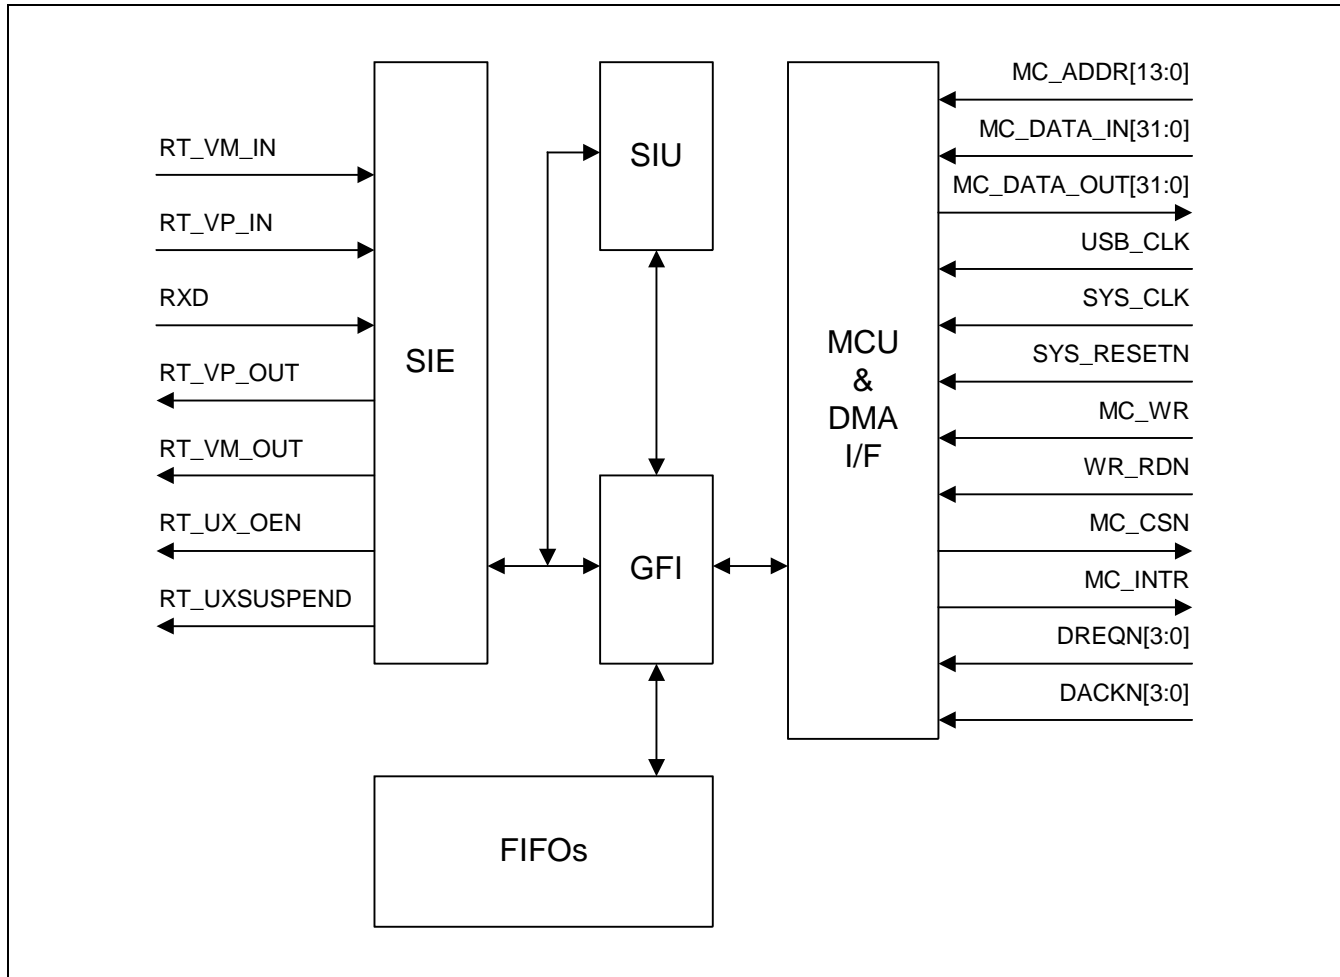 RT_VM_IN
RT_VP_IN
RXD
RT_VP_OUT
RT_VM_OUT
RT_UX_OEN
RT_UXSUSPEND
SIE
SIU
GFI
FIFOs
MCU
&
DMA
I/F
MC_ADDR[13:0]
MC_DATA_IN[31:0]
MC_DATA_OUT[31:0]
USB_CLK
SYS_CLK
SYS_RESETN
MC_WR
WR_RDN
MC_CSN
MC_INTR
DREQN[3:0]
DACKN[3:0]